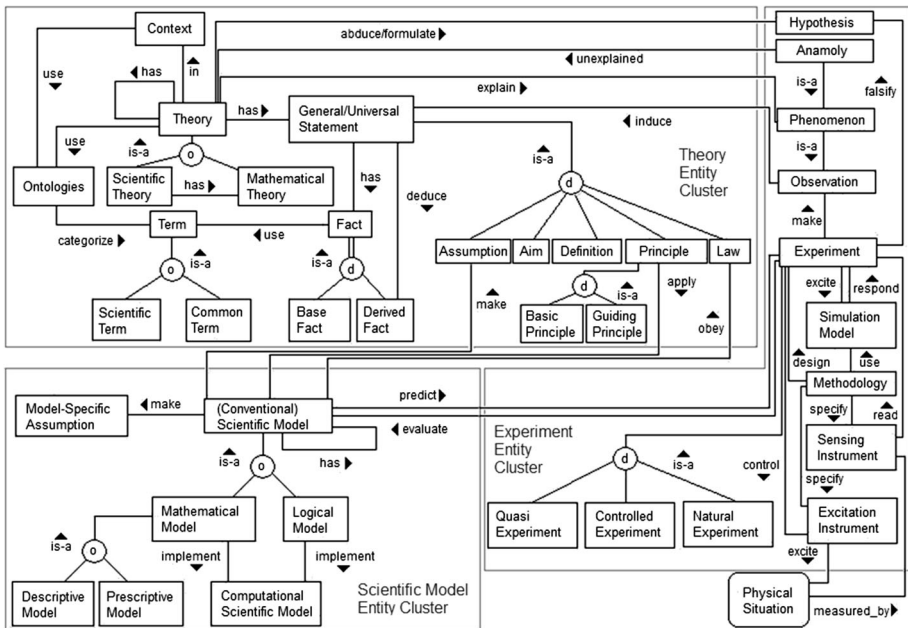 Context
abduce/formulate
Hypothesis
unexplained
Anamoly
use
in
has
is-a
falsify
explain
Theory
has
General/Universal
Statement
Phenomenon
induce
use
is-a
o
is-a
is-a
Theory
Entity
Cluster
Ontologies
Scientific
Theory
has
Mathematical
Theory
has
deduce
d
Observation
make
Term
use
Fact
categorize
is-a
is-a
o
d
Assumption
Aim
Definition
Principle
Law
Experiment
make
d
is-a
apply
excite
respond
Scientific
Term
Common
Term
Base
Fact
Derived
Fact
Basic
Principle
Guiding
Principle
obey
Simulation
Model
design
use
Methodology
Model-Specific
Assumption
make
(Conventional)
Scientific Model
predict
evaluate
specify
read
has
is-a
o
Experiment
Entity
Cluster
d
is-a
control
Sensing
Instrument
specify
Mathematical
Model
Logical
Model
Quasi
Experiment
Controlled
Experiment
Natural
Experiment
Excitation
Instrument
is-a
o
implement
implement
excite
Descriptive
Model
Prescriptive
Model
Computational
Scientific Model
Scientific Model
Entity Cluster
Physical
Situation
measured_by